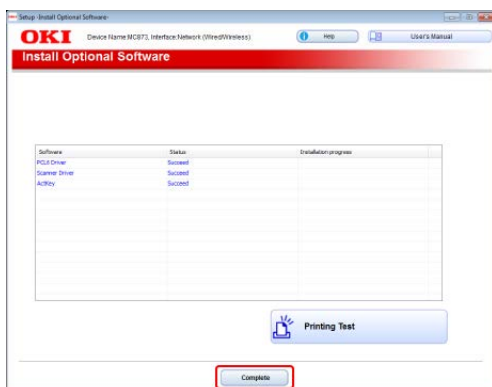 Setup -Install Optional Software-
OKI Device Name:MC873, Interface:Network (Wired/Wireless) Help User's Manual
Install Optional Software
Software Status Installation progress
PCL6 Driver Succeed
Scanner Driver Succeed
ActKey Succeed
Printing Test
Complete